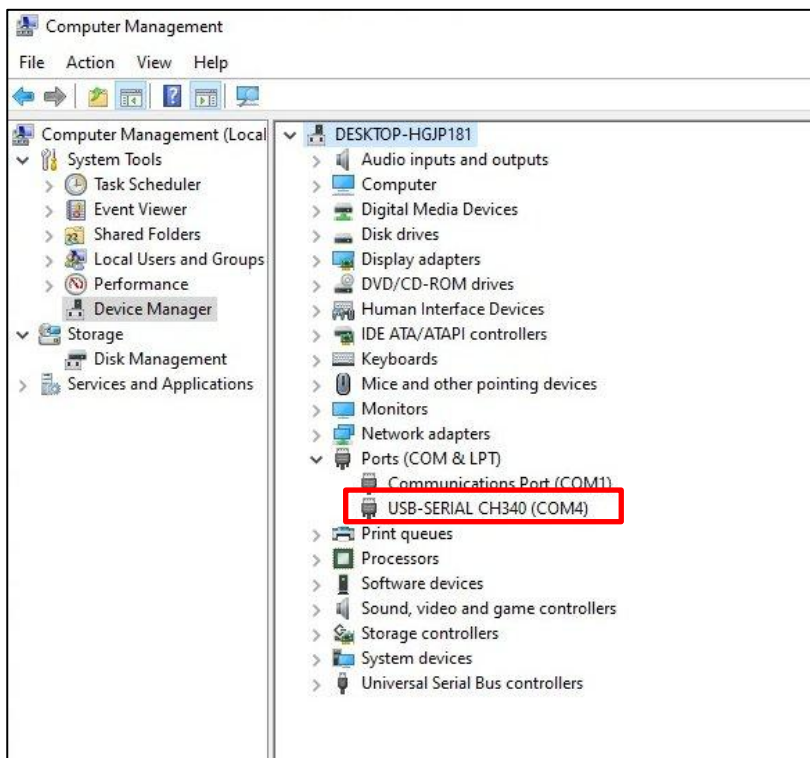 Computer Management
File Action View Help
Computer Management (Local
System Tools
Task Scheduler
Event Viewer
Shared Folders
Local Users and Groups
Performance
Device Manager
Storage
Disk Management
Services and Applications
DESKTOP-HGJP181
Audio inputs and outputs
Computer
Digital Media Devices
Disk drives
Display adapters
DVD/CD-ROM drives
Human Interface Devices
IDE ATA/ATAPI controllers
Keyboards
Mice and other pointing devices
Monitors
Network adapters
Ports (COM & LPT)
Communications Port (COM1)
USB-SERIAL CH340 (COM4)
Print queues
Processors
Software devices
Sound, video and game controllers
Storage controllers
System devices
Universal Serial Bus controllers